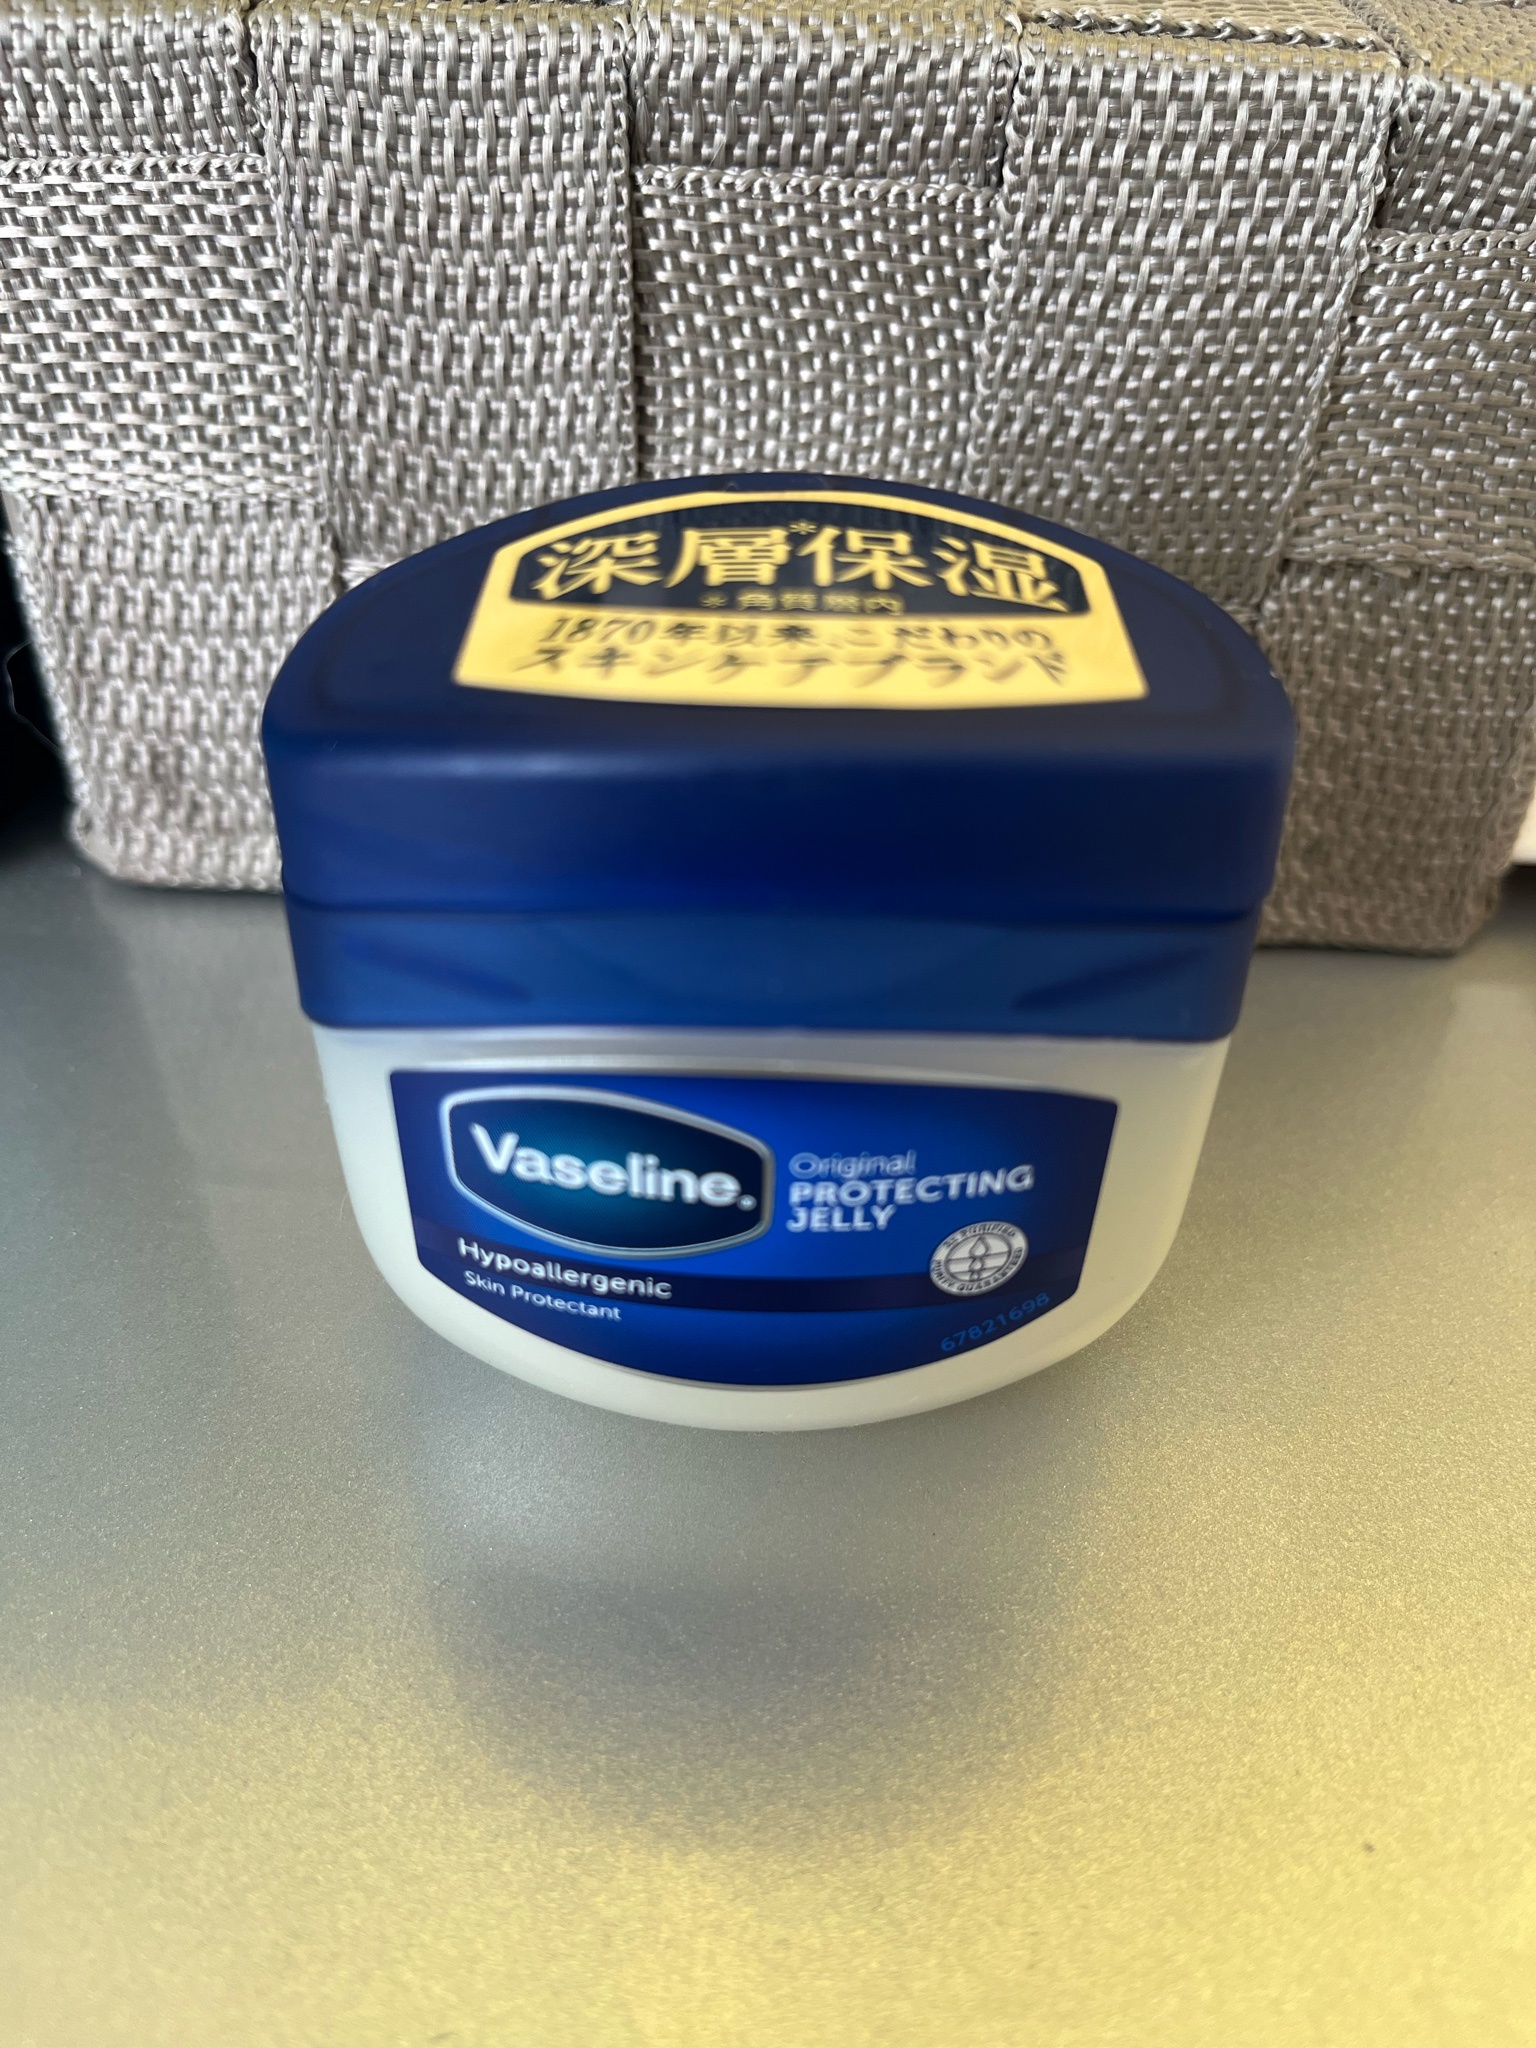 深層*保湿
*角質層内
1870年以来、こだわりの
スキンケアブランド
Vaseline.
Original
PROTECTING
JELLY
Hypoallergenic
Skin Protectant
67821698